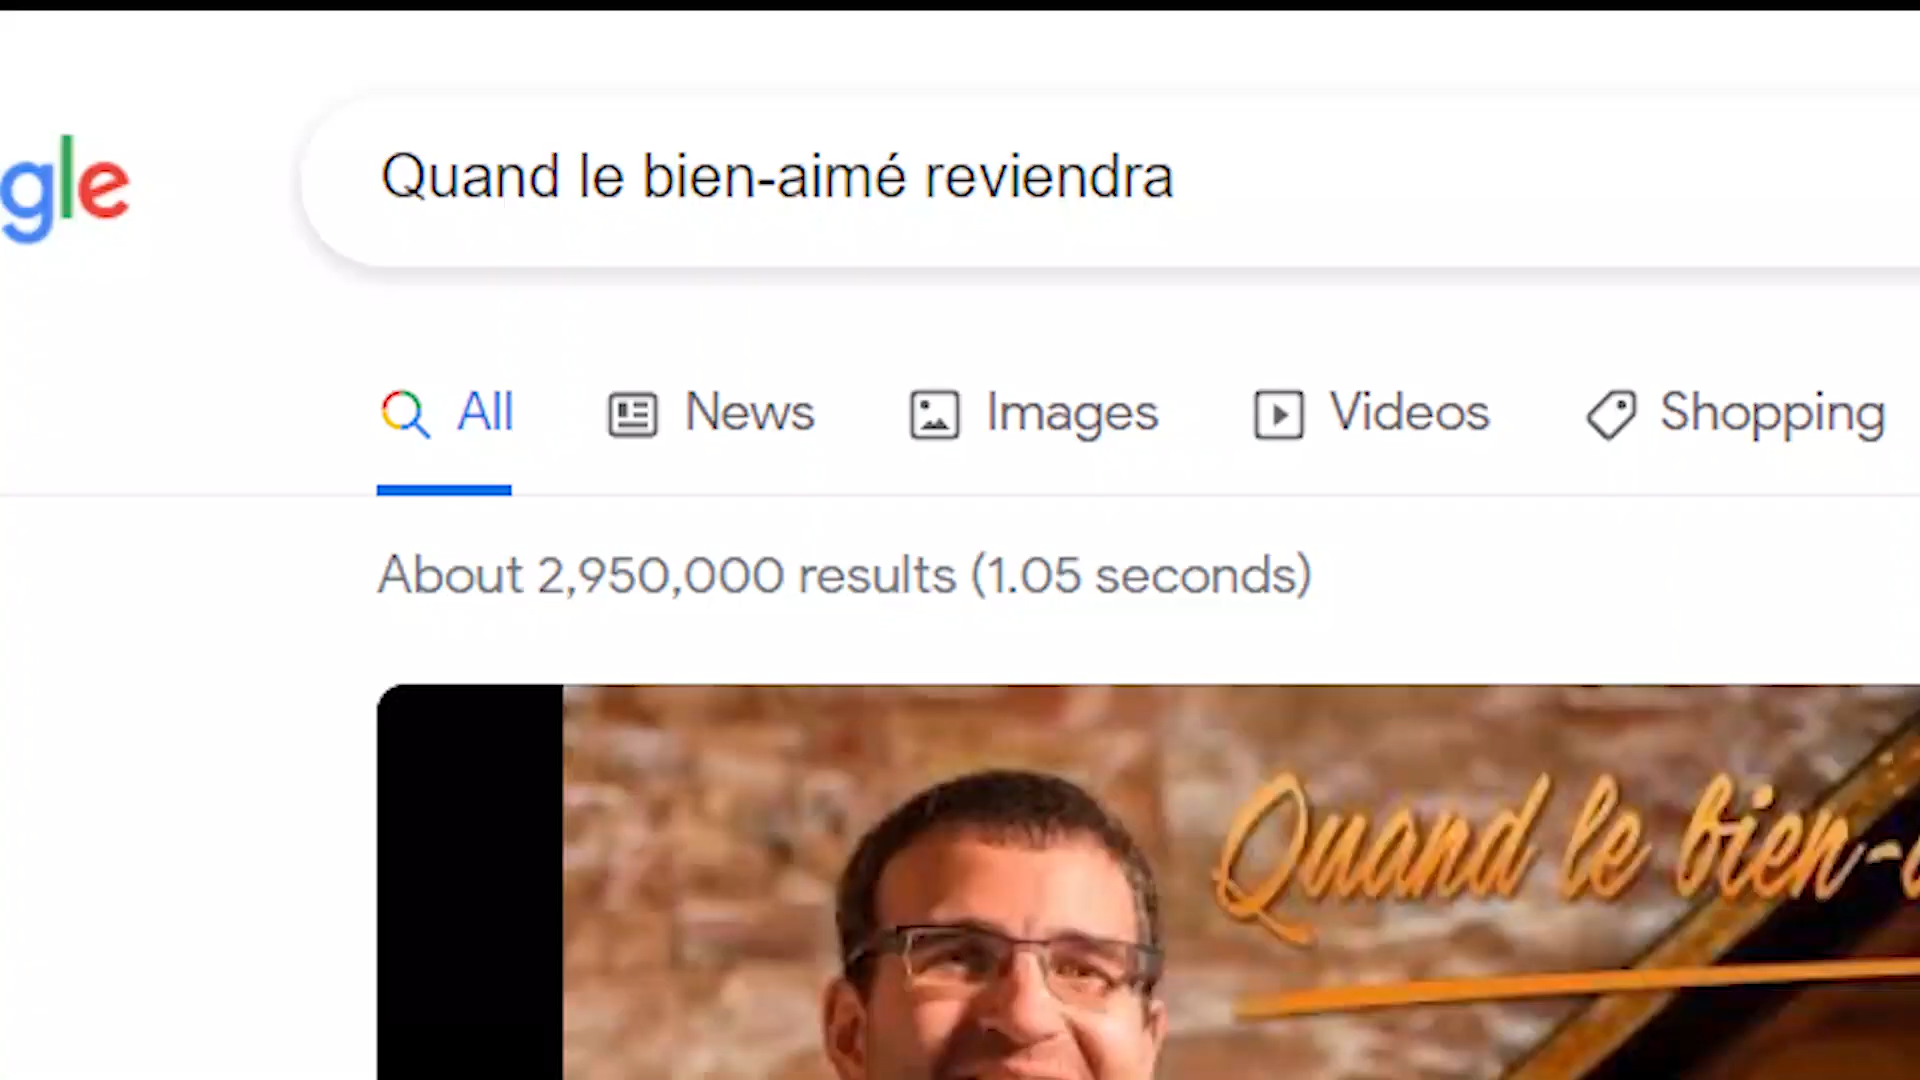 gle
Quand le bien-aimé reviendra
All News Images Videos Shopping
About 2,950,000 results (1.05 seconds)
Quand le bien-